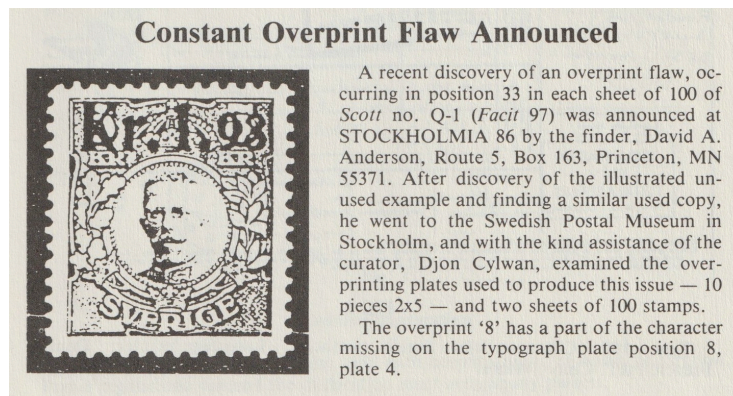 Constant Overprint Flaw Announced
Kr. 1.98
KR KR
SVERIGE
A recent discovery of an overprint flaw, oc-
curring in position 33 in each sheet of 100 of
Scott no. Q-1 (Facit 97) was announced at
STOCKHOLMIA 86 by the finder, David A.
Anderson, Route 5, Box 163, Princeton, MN
55371. After discovery of the illustrated un-
used example and finding a similar used copy,
he went to the Swedish Postal Museum in
Stockholm, and with the kind assistance of the
curator, Djon Cylwan, examined the over-
printing plates used to produce this issue — 10
pieces 2x5 — and two sheets of 100 stamps.
The overprint ‘8’ has a part of the character
missing on the typograph plate position 8,
plate 4.